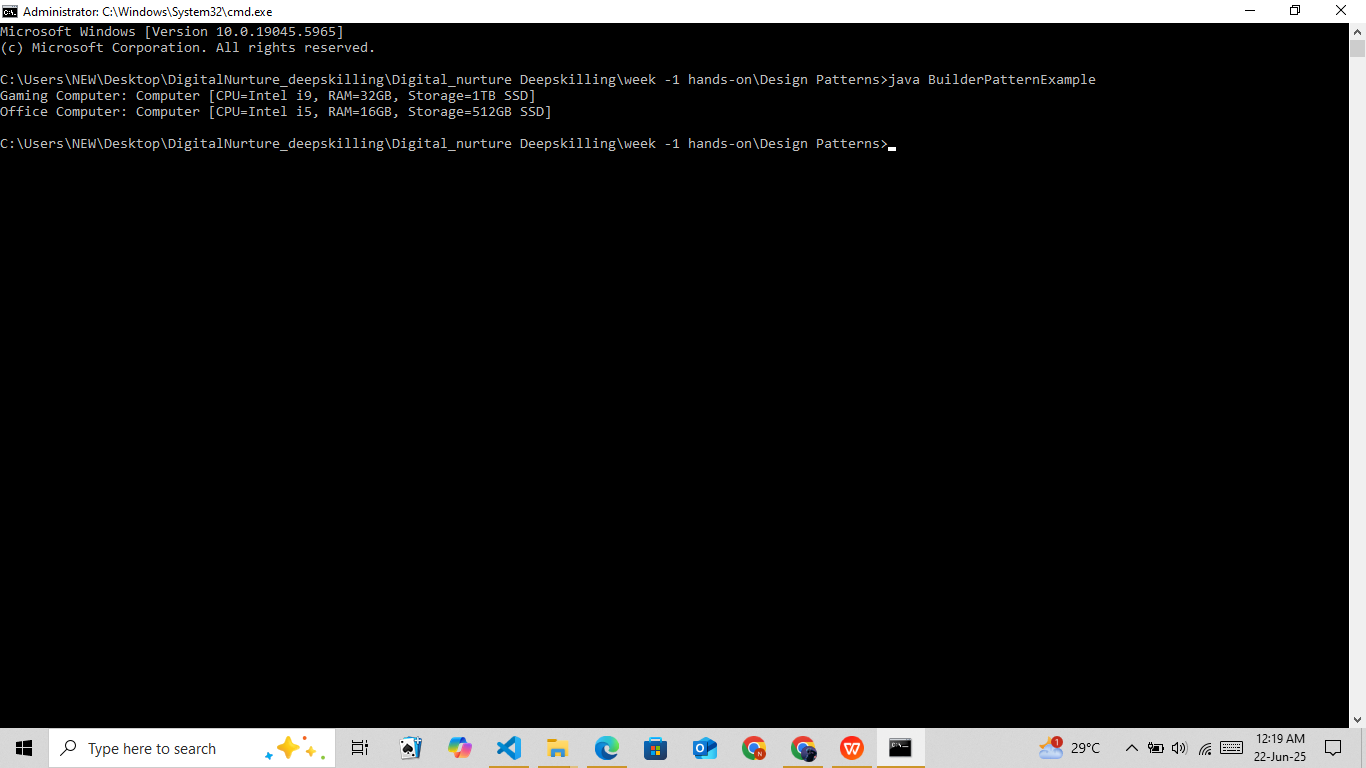 Administrator: C:\Windows\System32\cmd.exe
Microsoft Windows [Version 10.0.19045.5965]
(c) Microsoft Corporation. All rights reserved.
C:\Users\NEW\Desktop\DigitalNurture_deepskilling\Digital_nurture Deepskilling\week -1 hands-on\Design Patterns>java BuilderPatternExample
Gaming Computer: Computer [CPU=Intel i9, RAM=32GB, Storage=1TB SSD]
Office Computer: Computer [CPU=Intel i5, RAM=16GB, Storage=512GB SSD]
C:\Users\NEW\Desktop\DigitalNurture_deepskilling\Digital_nurture Deepskilling\week -1 hands-on\Design Patterns>
Type here to search
1
29°C
12:19 AM
22-Jun-25